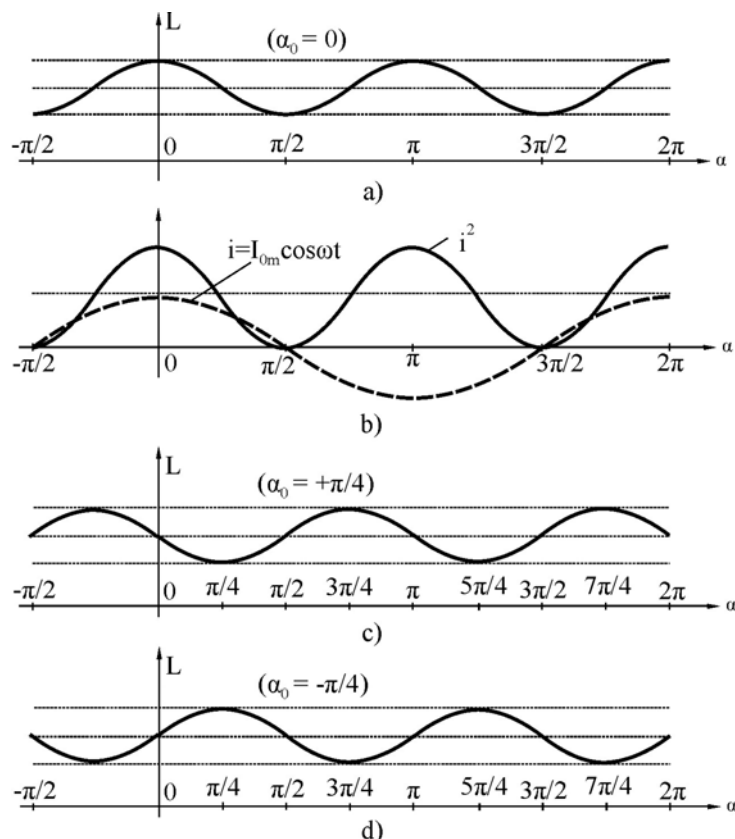 L
(α₀ = 0)
-π/2 0 π/2 π 3π/2 2π α
a)
i=I₀ₘcosωt i²
-π/2 0 π/2 π 3π/2 2π α
b)
L
(α₀ = +π/4)
-π/2 0 π/4 π/2 3π/4 π 5π/4 3π/2 7π/4 2π α
c)
L
(α₀ = -π/4)
-π/2 0 π/4 π/2 3π/4 π 5π/4 3π/2 7π/4 2π α
d)